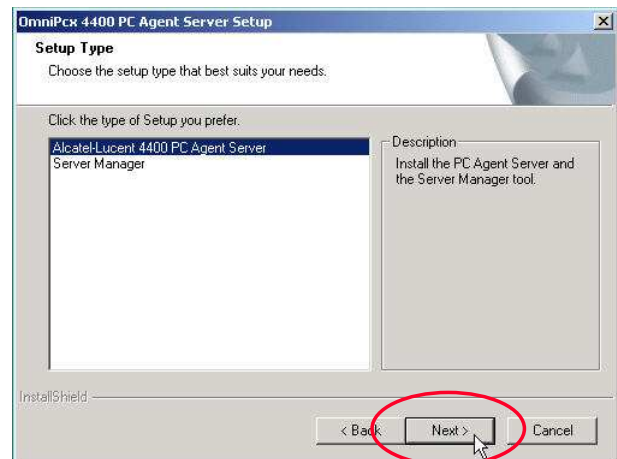 OmniPcx 4400 PC Agent Server Setup
Setup Type
Choose the setup type that best suits your needs.
Click the type of Setup you prefer.
Alcatel-Lucent 4400 PC Agent Server
Server Manager
Description
Install the PC Agent Server and
the Server Manager tool.
InstallShield
< Back
Next >
Cancel